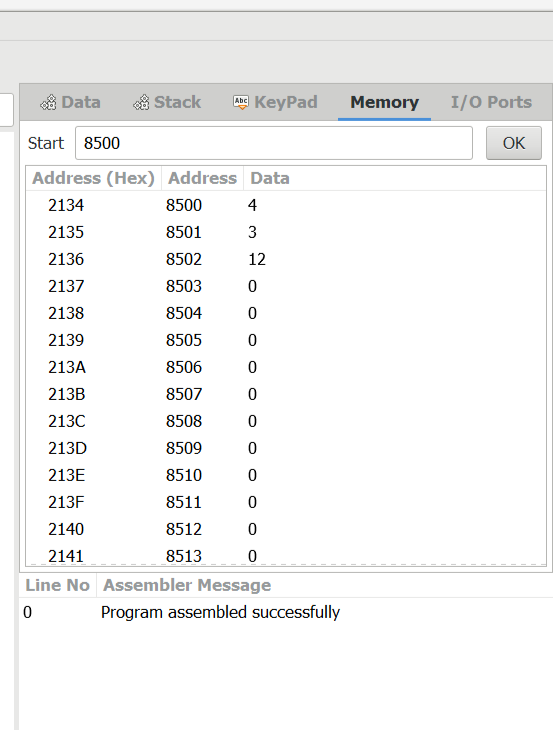 Data Stack Abc KeyPad Memory I/O Ports
Start 8500 OK
Address (Hex) Address Data
2134 8500 4
2135 8501 3
2136 8502 12
2137 8503 0
2138 8504 0
2139 8505 0
213A 8506 0
213B 8507 0
213C 8508 0
213D 8509 0
213E 8510 0
213F 8511 0
2140 8512 0
2141 8513 0
Line No Assembler Message
0 Program assembled successfully